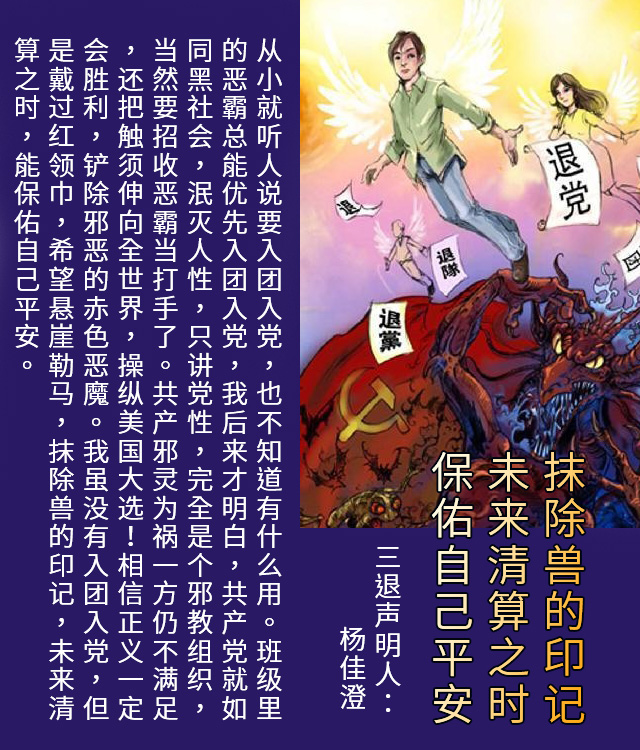 抹除兽的印记
未来清算之时
保佑自己平安
三退声明人：
杨佳澄
退党
退
退隊
退黨
从小就听人说要入团入党，也不知道有什么用。班级里
的恶霸总能优先入团入党，我后来才明白，共产党就如
同黑社会，泯灭人性，只讲党性，完全是个邪教组织，
当然要招收恶霸当打手了。共产邪灵为祸一方仍不满足
，还把触须伸向全世界，操纵美国大选！相信正义一定
会胜利，铲除邪恶的赤色恶魔。我虽没有入团入党，但
是戴过红领巾，希望悬崖勒马，抹除兽的印记，未来清
算之时，能保佑自己平安。